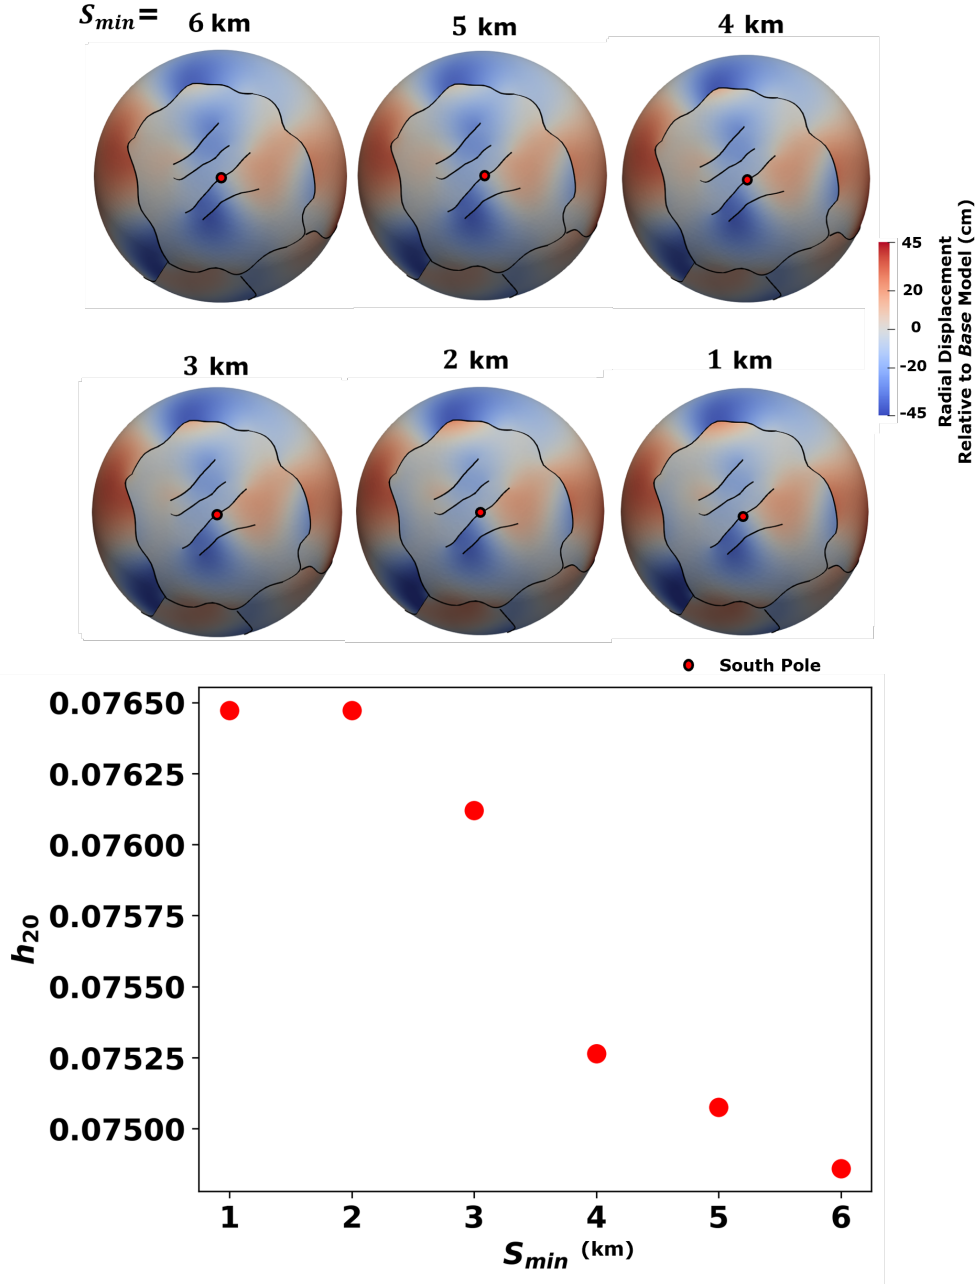 S_min = 6 km 5 km 4 km
45
20
0
-20
-45
Radial Displacement
Relative to Base Model (cm)
3 km 2 km 1 km
South Pole
0.07650
0.07625
0.07600
0.07575
0.07550
0.07525
0.07500
h_20
1 2 3 4 5 6
S_min (km)